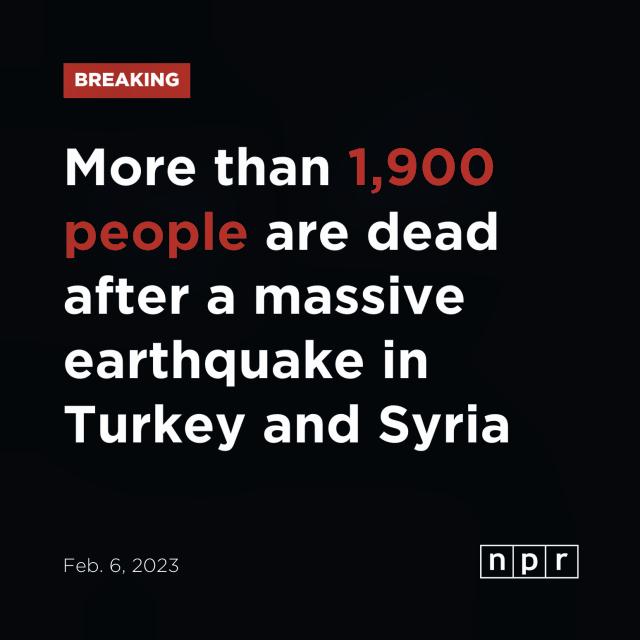 BREAKING
More than 1,900
people are dead
after a massive
earthquake in
Turkey and Syria
Feb. 6, 2023
npr